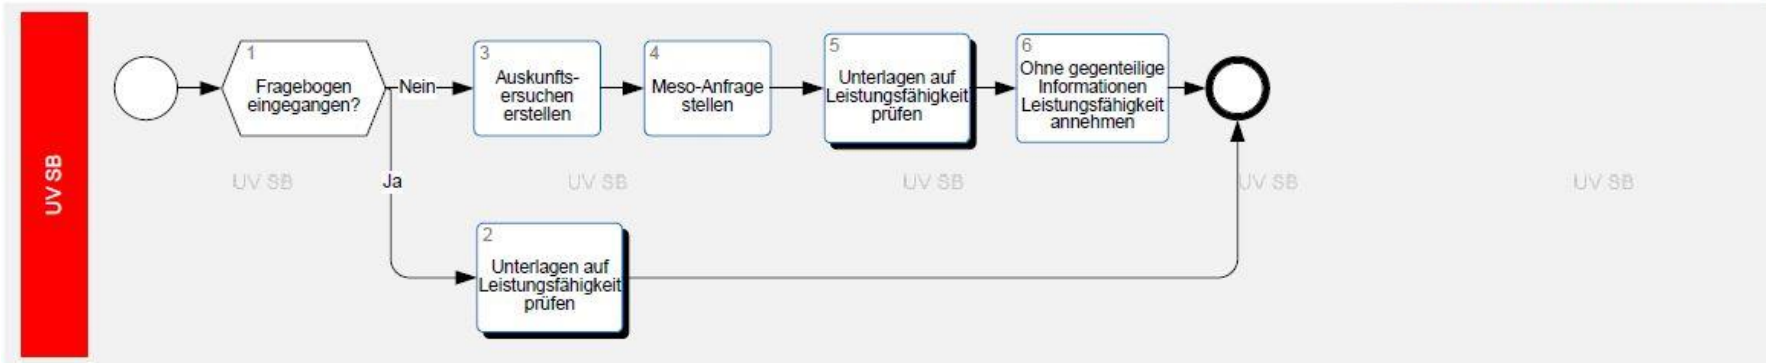 UV SB
1
Fragebogen
eingegangen?
Nein
Ja
3
Auskunfts-
ersuchen
erstellen
4
Meso-Anfrage
stellen
5
Unterlagen auf
Leistungsfähigkeit
prüfen
6
Ohne gegenteilige
Informationen
Leistungsfähigkeit
annehmen
UV SB
UV SB
UV SB
UV SB
UV SB
2
Unterlagen auf
Leistungsfähigkeit
prüfen